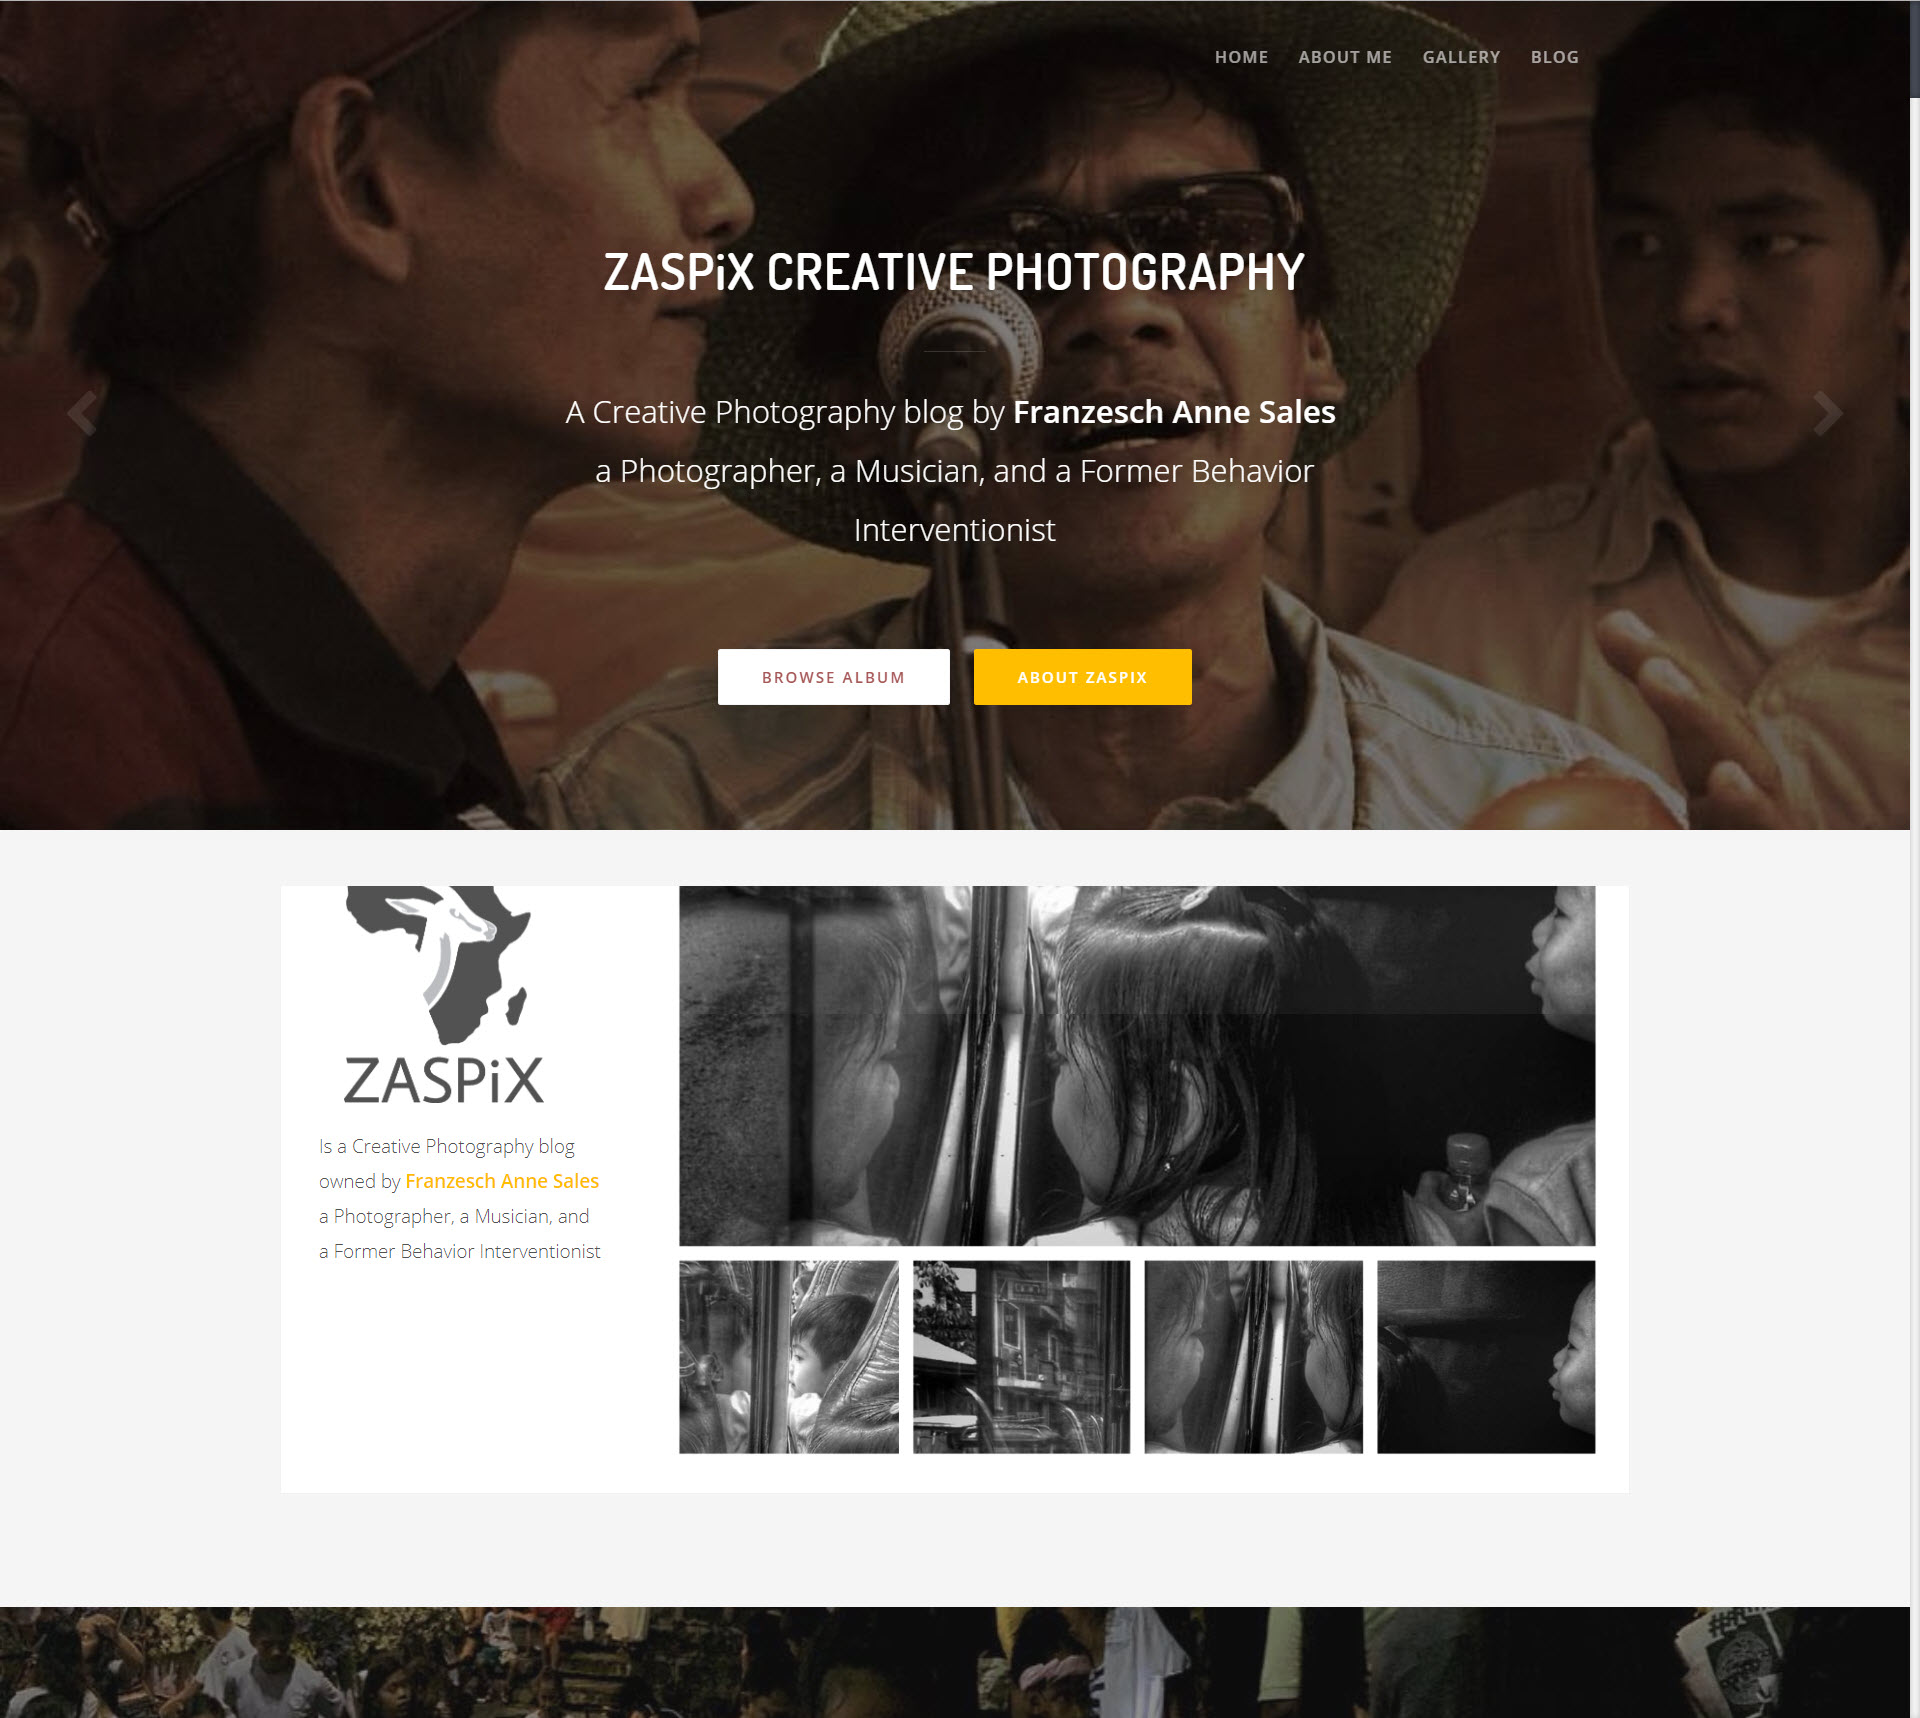 HOME ABOUT ME GALLERY BLOG
ZASPiX CREATIVE PHOTOGRAPHY
A Creative Photography blog by Franzesch Anne Sales
a Photographer, a Musician, and a Former Behavior
Interventionist
BROWSE ALBUM ABOUT ZASPIX
ZASPiX
Is a Creative Photography blog
owned by Franzesch Anne Sales
a Photographer, a Musician, and
a Former Behavior Interventionist